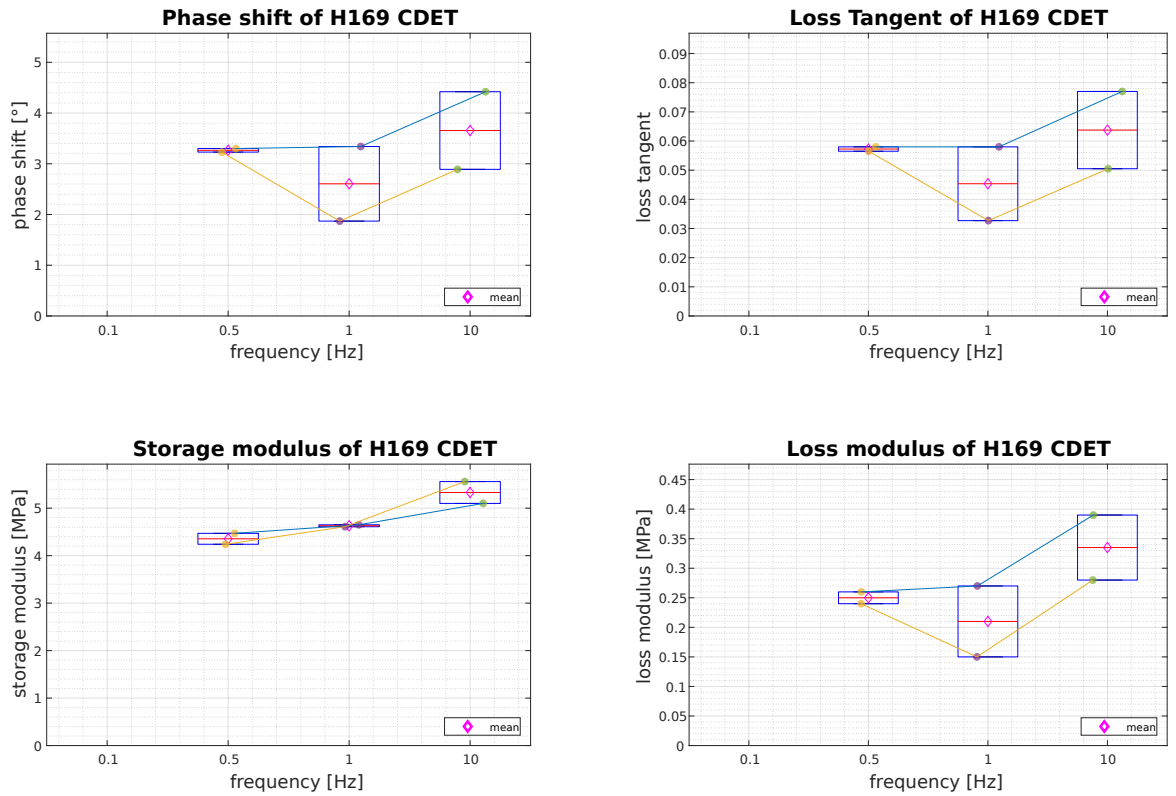 Phase shift of H169 CDET
5
4
3
2
1
0
phase shift [°]
0.1 0.5 1 10
frequency [Hz]
mean
Loss Tangent of H169 CDET
0.09
0.08
0.07
0.06
0.05
0.04
0.03
0.02
0.01
0
loss tangent
0.1 0.5 1 10
frequency [Hz]
mean
Storage modulus of H169 CDET
5
4
3
2
1
0
storage modulus [MPa]
0.1 0.5 1 10
frequency [Hz]
mean
Loss modulus of H169 CDET
0.45
0.4
0.35
0.3
0.25
0.2
0.15
0.1
0.05
0
loss modulus [MPa]
0.1 0.5 1 10
frequency [Hz]
mean